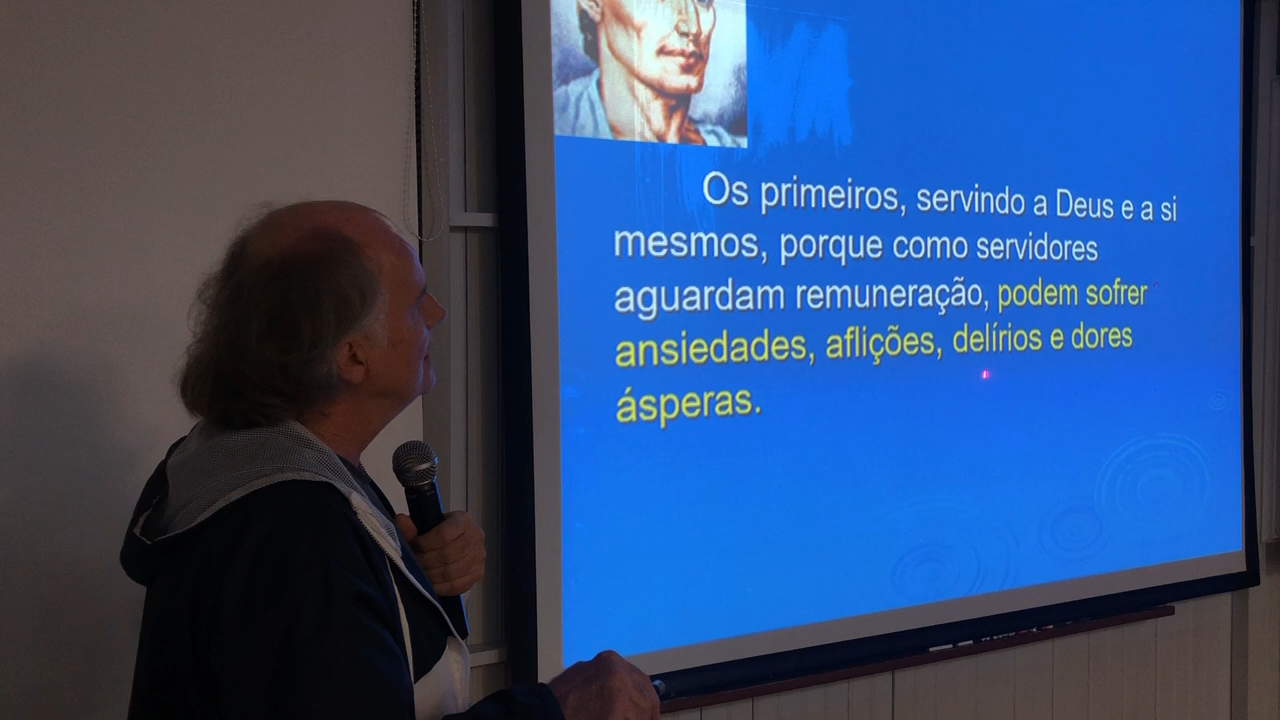 Os primeiros, servindo a Deus e a si
mesmos, porque como servidores
aguardam remuneração, podem sofrer
ansiedades, aflições, delírios e dores
ásperas.